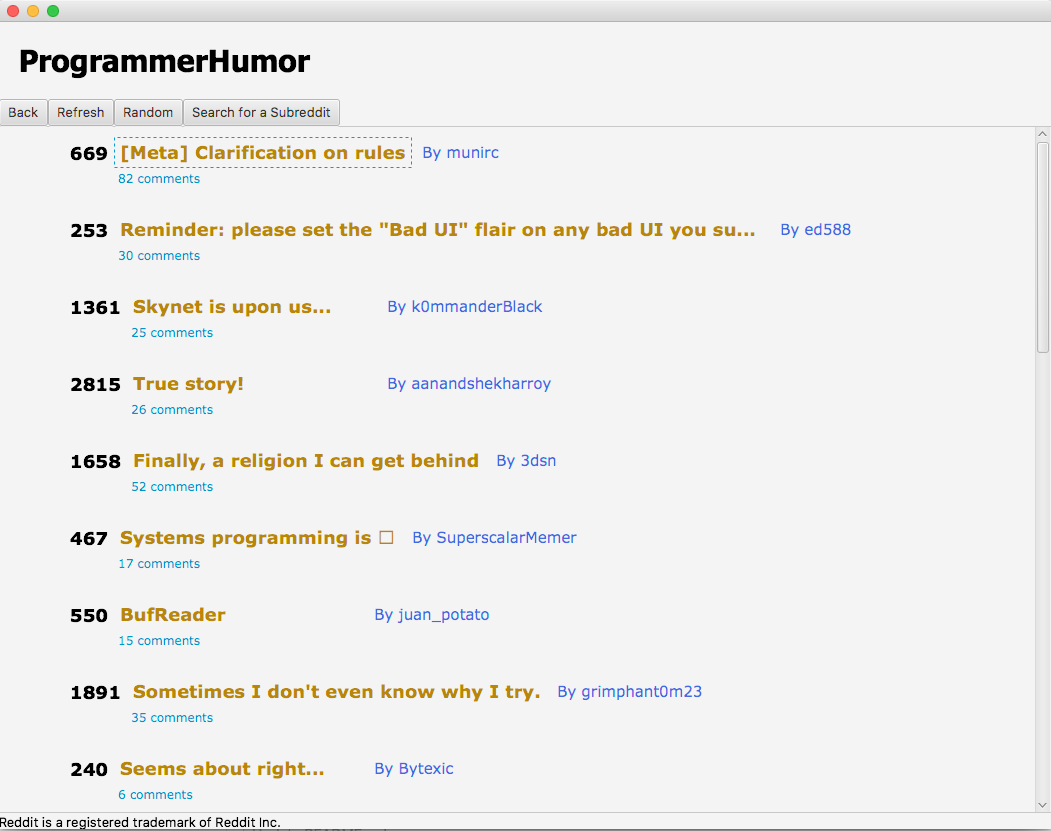 ProgrammerHumor
Back Refresh Random Search for a Subreddit
669 [Meta] Clarification on rules By munirc
82 comments
253 Reminder: please set the "Bad UI" flair on any bad UI you su... By ed588
30 comments
1361 Skynet is upon us... By k0mmanderBlack
25 comments
2815 True story! By aanandshekharroy
26 comments
1658 Finally, a religion I can get behind By 3dsn
52 comments
467 Systems programming is □ By SuperscalarMemer
17 comments
550 BufReader By juan_potato
15 comments
1891 Sometimes I don't even know why I try. By grimphant0m23
35 comments
240 Seems about right... By Bytexic
6 comments
Reddit is a registered trademark of Reddit Inc.